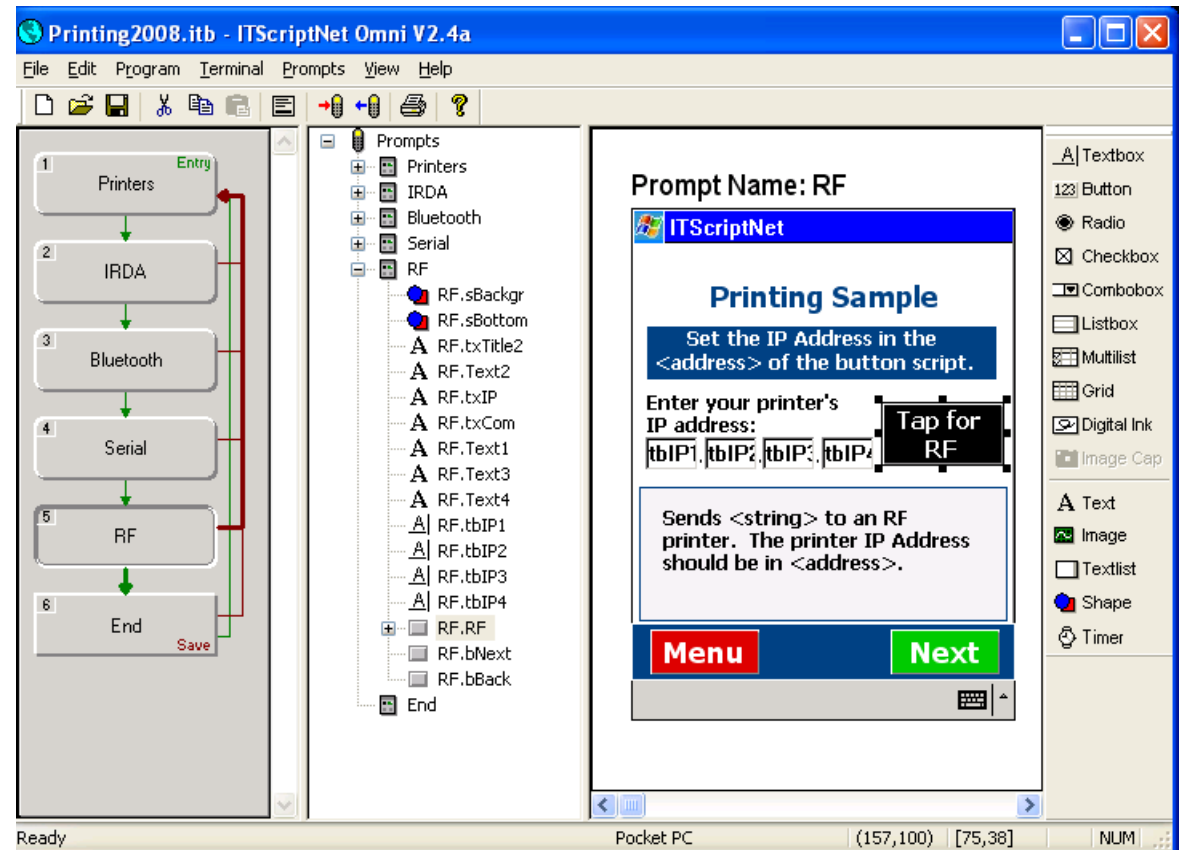 Printing2008.itb - ITScriptNet Omni V2.4a
File Edit Program Terminal Prompts View Help
1 Entry
Printers
2
IRDA
3
Bluetooth
4
Serial
5
RF
6
End
Save
Prompts
Printers
IRDA
Bluetooth
Serial
RF
RF.sBackgr
RF.sBottom
A RF.txTitle2
A RF.Text2
A RF.txIP
A RF.txCom
A RF.Text1
A RF.Text3
A RF.Text4
A RF.tbIP1
A RF.tbIP2
A RF.tbIP3
A RF.tbIP4
RF.RF
RF.bNext
RF.bBack
End
Prompt Name: RF
ITScriptNet
Printing Sample
Set the IP Address in the
<address> of the button script.
Enter your printer's
IP address:
tbIP1.tbIP2.tbIP3.tbIP4
Tap for
RF
Sends <string> to an RF
printer. The printer IP Address
should be in <address>.
Menu Next
A Textbox
123 Button
Radio
Checkbox
Combobox
Listbox
Multilist
Grid
Digital Ink
Image Cap
A Text
Image
Textlist
Shape
Timer
Ready Pocket PC (157,100) [75,38] NUM